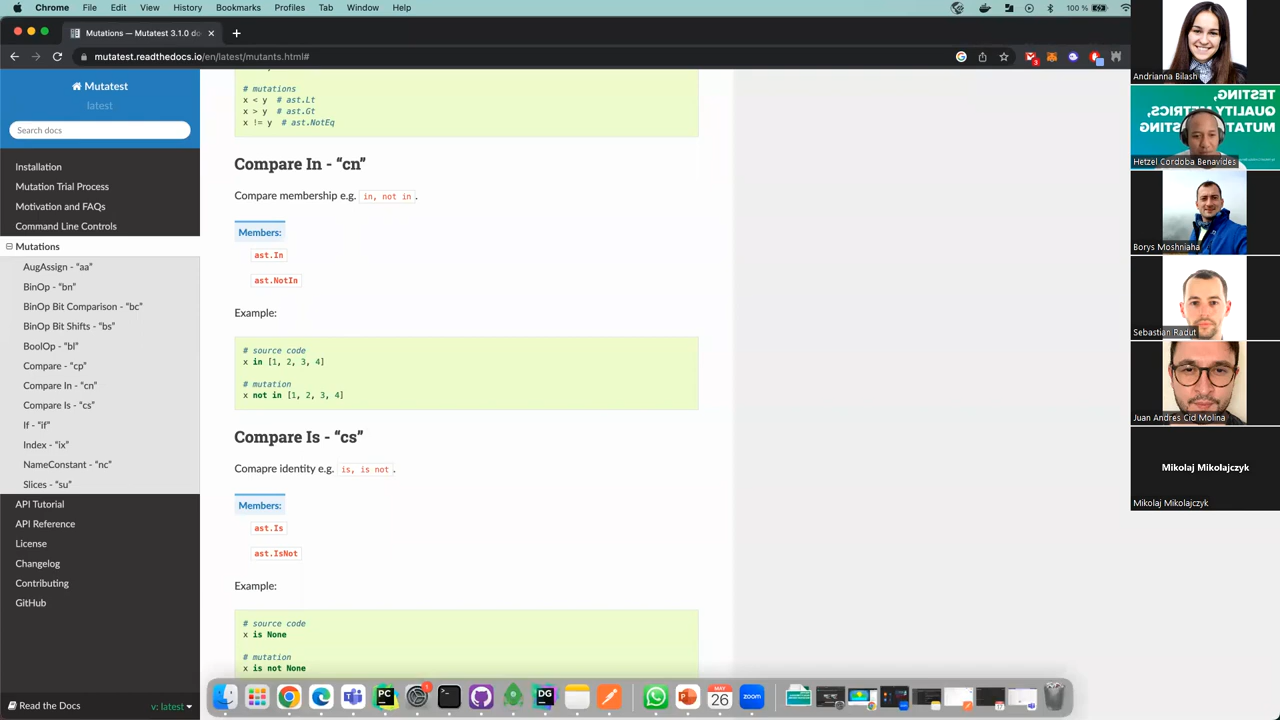 Chrome File Edit View History Bookmarks Profiles Tab Window Help
100 %
Mutations — Mutatest 3.1.0 do
mutatest.readthedocs.io/en/latest/mutants.html#
3
Mutatest
latest
Search docs
Installation
Mutation Trial Process
Motivation and FAQs
Command Line Controls
Mutations
AugAssign - “aa”
BinOp - “bn”
BinOp Bit Comparison - “bc”
BinOp Bit Shifts - “bs”
BoolOp - “bl”
Compare - “cp”
Compare In - “cn”
Compare Is - “cs”
If - “if”
Index - “ix”
NameConstant - “nc”
Slices - “su”
API Tutorial
API Reference
License
Changelog
Contributing
GitHub
Read the Docs
v: latest
# mutations
x < y # ast.Lt
x > y # ast.Gt
x != y # ast.NotEq
Compare In - “cn”
Compare membership e.g. in, not in.
Members:
ast.In
ast.NotIn
Example:
# source code
x in [1, 2, 3, 4]
# mutation
x not in [1, 2, 3, 4]
Compare Is - “cs”
Comapre identity e.g. is, is not.
Members:
ast.Is
ast.IsNot
Example:
# source code
x is None
# mutation
x is not None
PC
DG
MAY
26
zoom
Andrianna Bilash
TESTING,
QUALITY METRICS,
Hetzel Cordoba Benavides
Borys Moshniaha
Sebastian Radut
Juan Andres Cid Molina
Mikolaj Mikołajczyk
Mikolaj Mikołajczyk